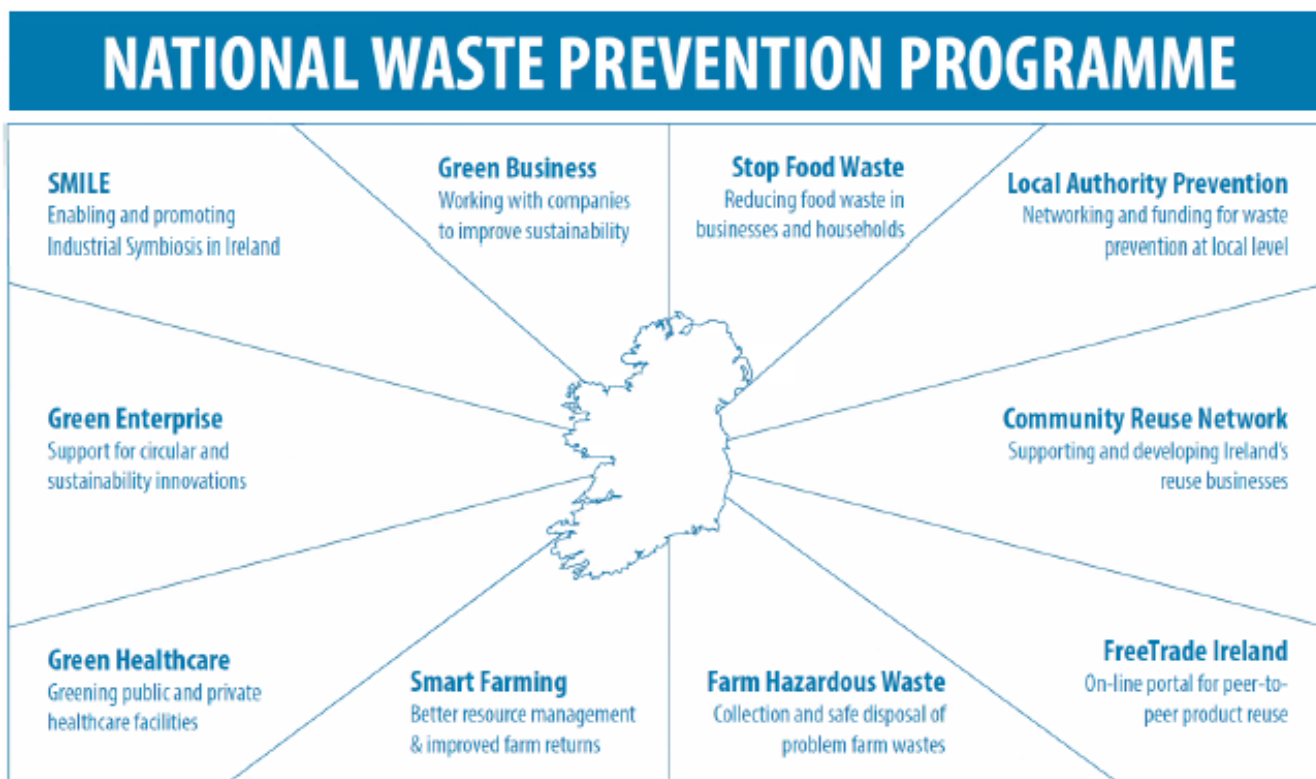 NATIONAL WASTE PREVENTION PROGRAMME
SMILE
Enabling and promoting
Industrial Symbiosis in Ireland
Green Business
Working with companies
to improve sustainability
Stop Food Waste
Reducing food waste in
businesses and households
Local Authority Prevention
Networking and funding for waste
prevention at local level
Green Enterprise
Support for circular and
sustainability innovations
Community Reuse Network
Supporting and developing Ireland's
reuse businesses
Green Healthcare
Greening public and private
healthcare facilities
Smart Farming
Better resource management
& improved farm returns
Farm Hazardous Waste
Collection and safe disposal of
problem farm wastes
FreeTrade Ireland
On-line portal for peer-to-
peer product reuse